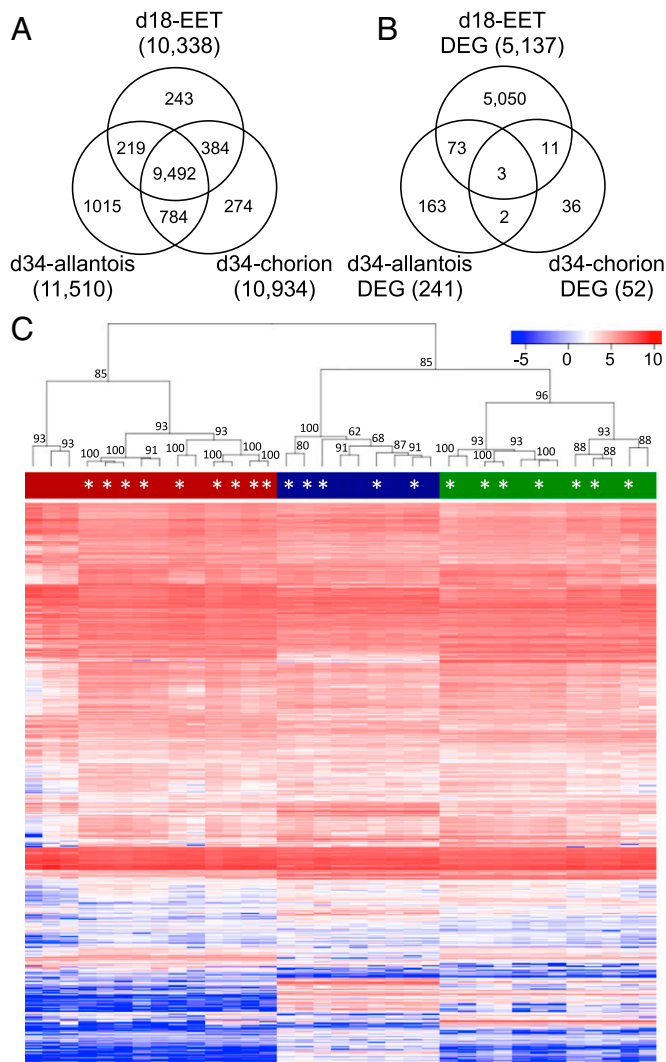 A
d18-EET
(10,338)
243
219
384
9,492
1015
784
274
d34-allantois
(11,510)
d34-chorion
(10,934)
B
d18-EET
DEG (5,137)
5,050
73
11
3
163
2
36
d34-allantois
DEG (241)
d34-chorion
DEG (52)
C
-5 0 5 10
85
85
96
93 93
93
100 100 91
93
100
100 100
100
80
62
91
68
87 91
100
93
100
93
100
93
88 88
88
* * * * * * * * * * * * * * * * * * * * *